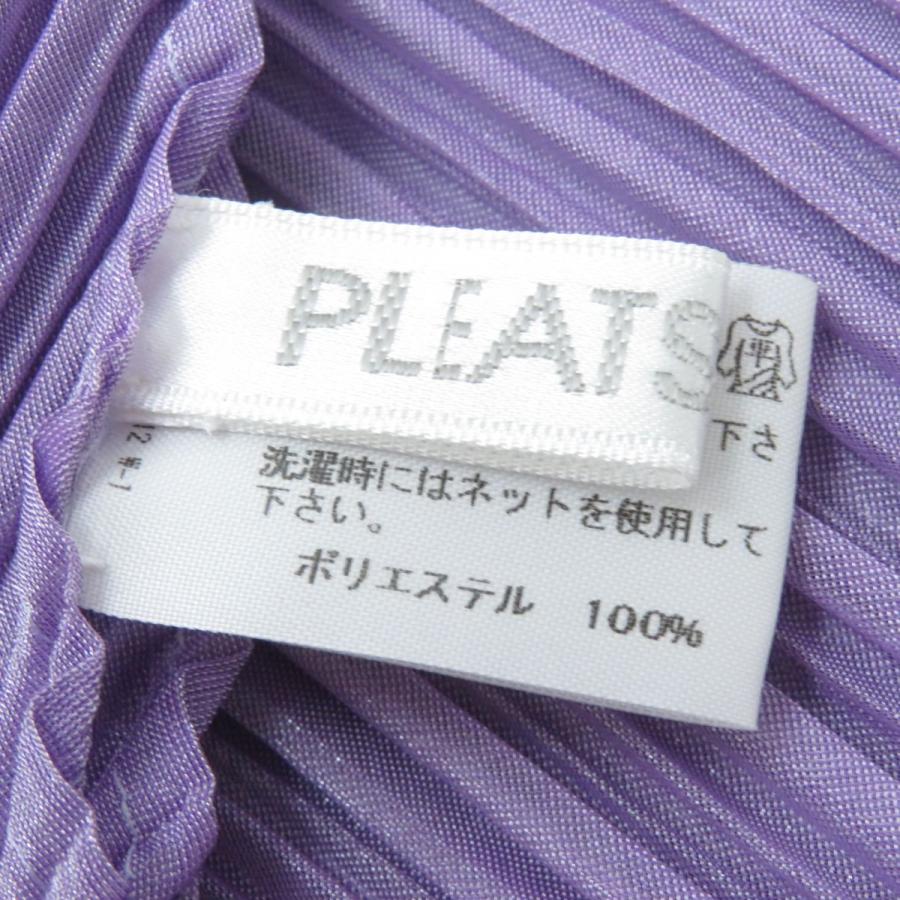 PLEATS
平
下さ
洗濯時にはネットを使用して
下さい。
ポリエステル 100%